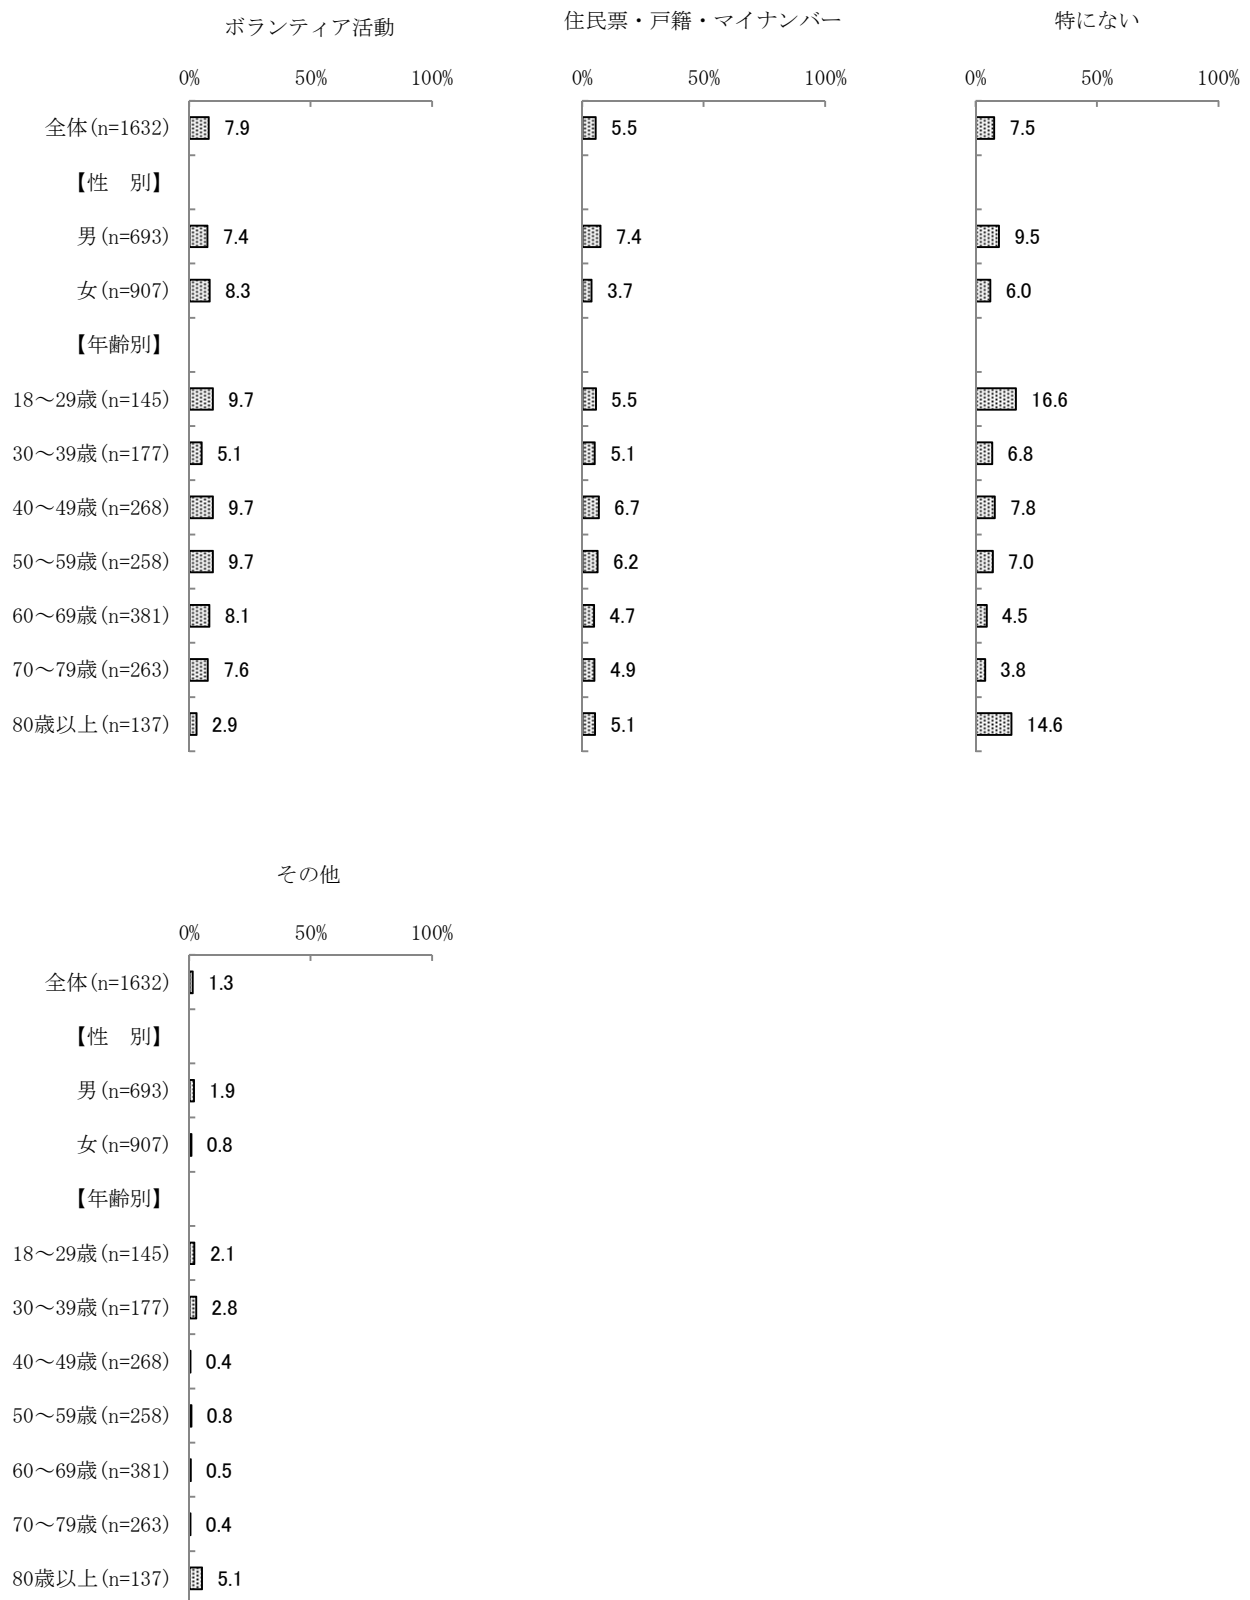 ボランティア活動　住民票・戸籍・マイナンバー　特にない
0% 50% 100% 0% 50% 100% 0% 50% 100%
全体(n=1632) 7.9 5.5 7.5
【性　別】
男(n=693) 7.4 7.4 9.5
女(n=907) 8.3 3.7 6.0
【年齢別】
18～29歳(n=145) 9.7 5.5 16.6
30～39歳(n=177) 5.1 5.1 6.8
40～49歳(n=268) 9.7 6.7 7.8
50～59歳(n=258) 9.7 6.2 7.0
60～69歳(n=381) 8.1 4.7 4.5
70～79歳(n=263) 7.6 4.9 3.8
80歳以上(n=137) 2.9 5.1 14.6
その他
0% 50% 100%
全体(n=1632) 1.3
【性　別】
男(n=693) 1.9
女(n=907) 0.8
【年齢別】
18～29歳(n=145) 2.1
30～39歳(n=177) 2.8
40～49歳(n=268) 0.4
50～59歳(n=258) 0.8
60～69歳(n=381) 0.5
70～79歳(n=263) 0.4
80歳以上(n=137) 5.1